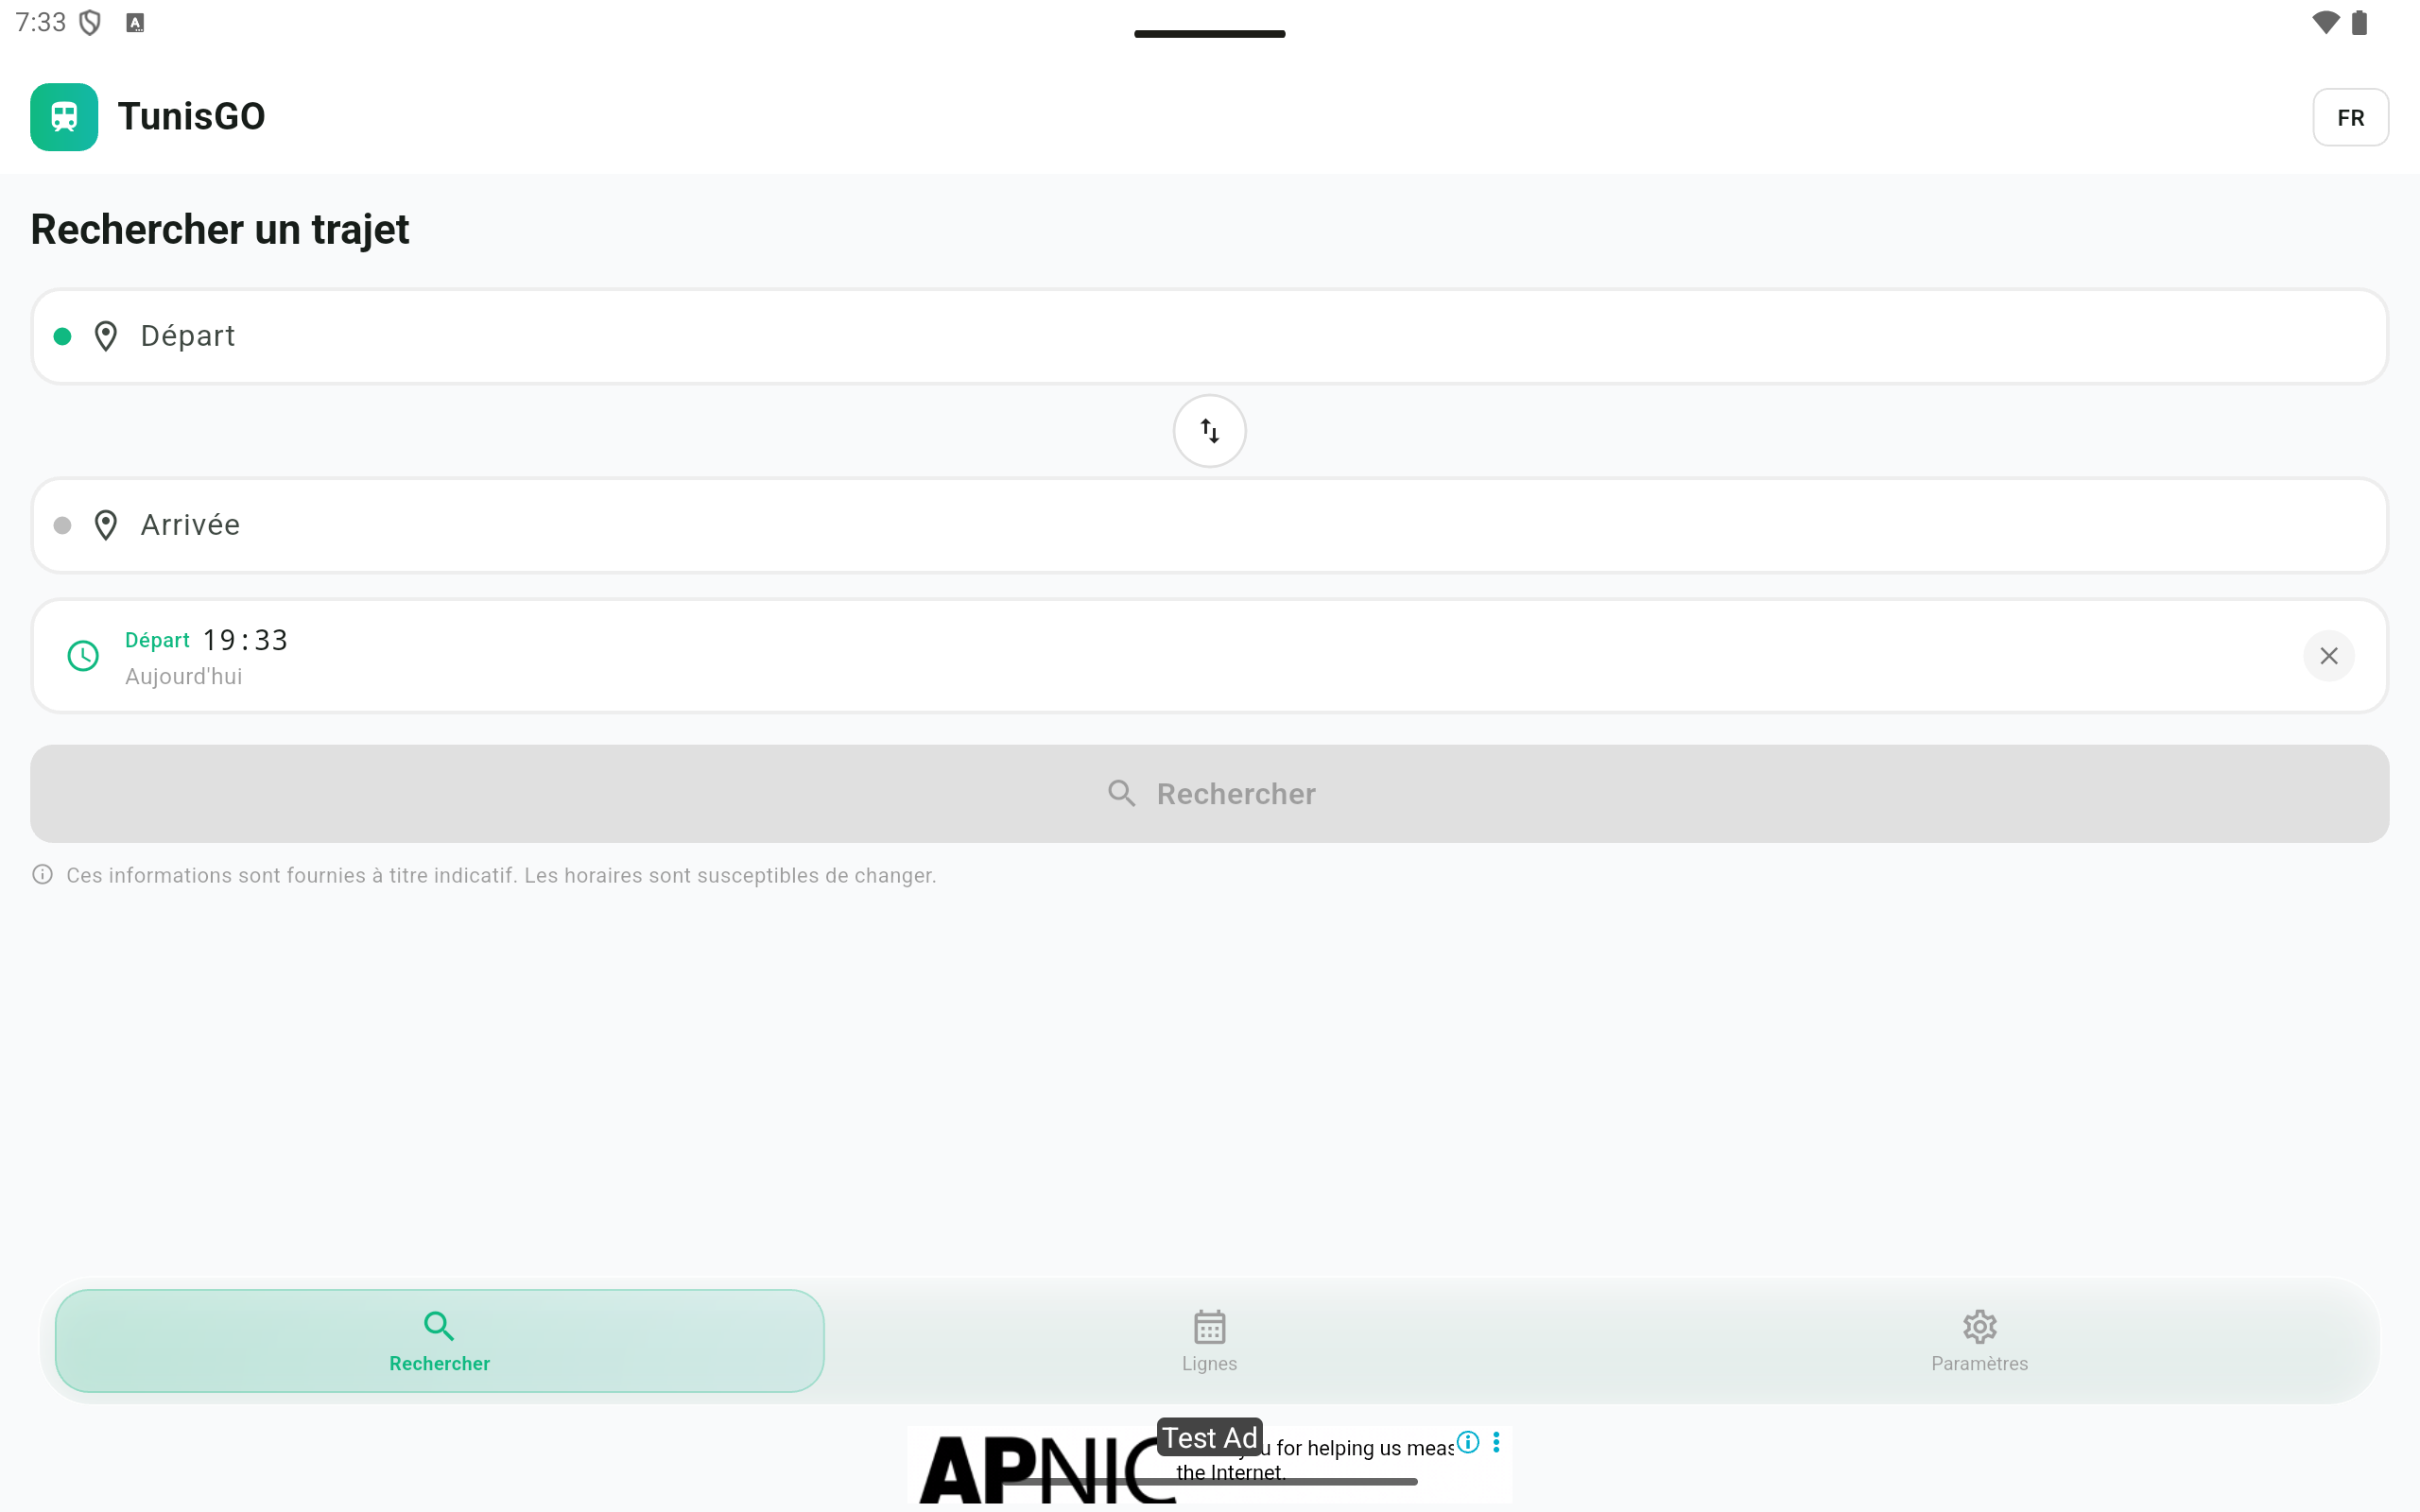 7:33
TunisGO
FR
Rechercher un trajet
Départ
Arrivée
Départ 19:33
Aujourd'hui
Rechercher
Ces informations sont fournies à titre indicatif. Les horaires sont susceptibles de changer.
Rechercher
Lignes
Paramètres
APNIC
Test Ad
for helping us meas
the Internet.